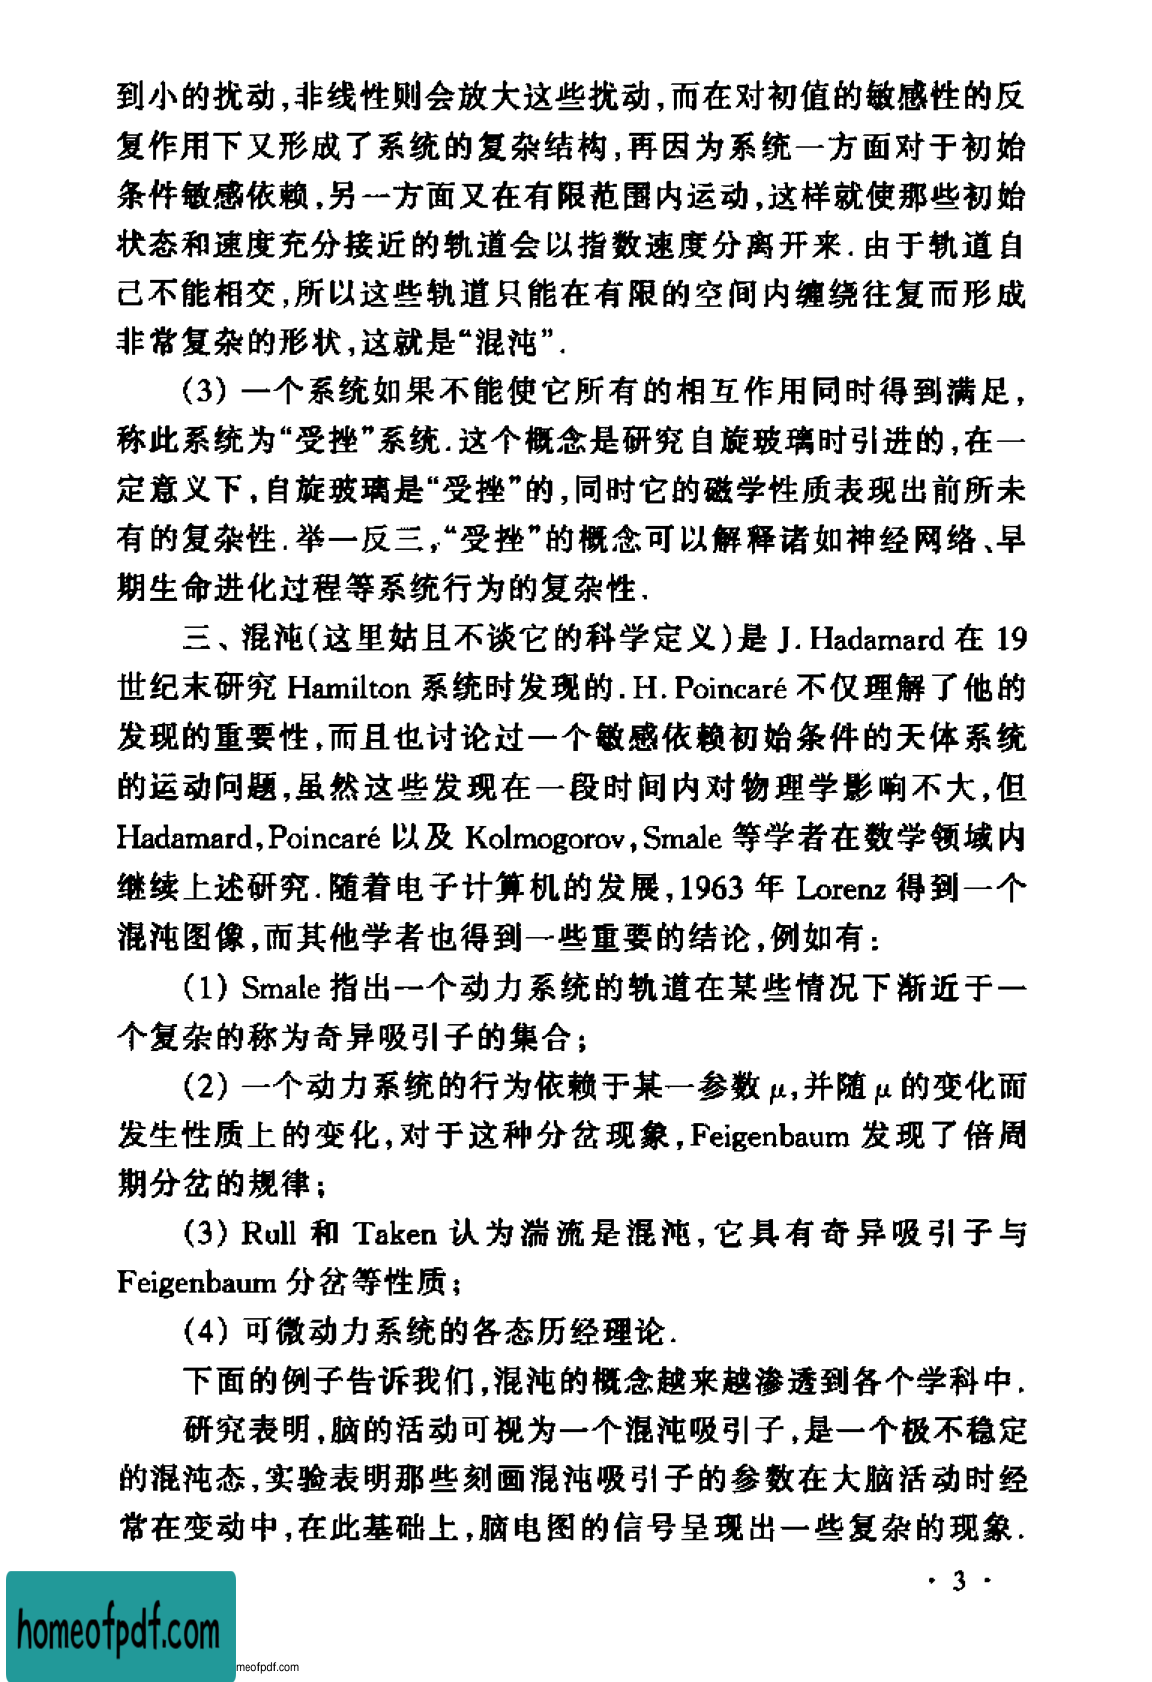 到小的扰动,非线性则会放大这些扰动,而在对初值的敏感性的反
复作用下又形成了系统的复杂结构,再因为系统一方面对于初始
条件敏感依赖,另一方面又在有限范围内运动,这样就使那些初始
状态和速度充分接近的轨道会以指数速度分离开来.由于轨道自
己不能相交,所以这些轨道只能在有限的空间内缠绕往复而形成
非常复杂的形状,这就是“混沌”.
(3) 一个系统如果不能使它所有的相互作用同时得到满足,
称此系统为“受挫”系统.这个概念是研究自旋玻璃时引进的,在一
定意义下,自旋玻璃是“受挫”的,同时它的磁学性质表现出前所未
有的复杂性.举一反三,“受挫”的概念可以解释诸如神经网络、早
期生命进化过程等系统行为的复杂性.
三、混沌(这里姑且不谈它的科学定义)是 J. Hadamard 在 19
世纪末研究 Hamilton 系统时发现的.H. Poincaré 不仅理解了他的
发现的重要性,而且也讨论过一个敏感依赖初始条件的天体系统
的运动问题,虽然这些发现在一段时间内对物理学影响不大,但
Hadamard,Poincaré 以及 Kolmogorov,Smale 等学者在数学领域内
继续上述研究.随着电子计算机的发展,1963 年 Lorenz 得到一个
混沌图像,而其他学者也得到一些重要的结论,例如有:
(1) Smale 指出一个动力系统的轨道在某些情况下渐近于一
个复杂的称为奇异吸引子的集合;
(2) 一个动力系统的行为依赖于某一参数 μ,并随 μ 的变化而
发生性质上的变化,对于这种分岔现象,Feigenbaum 发现了倍周
期分岔的规律;
(3) Rull 和 Taken 认为湍流是混沌,它具有奇异吸引子与
Feigenbaum 分岔等性质;
(4) 可微动力系统的各态历经理论.
下面的例子告诉我们,混沌的概念越来越渗透到各个学科中.
研究表明,脑的活动可视为一个混沌吸引子,是一个极不稳定
的混沌态,实验表明那些刻画混沌吸引子的参数在大脑活动时经
常在变动中,在此基础上,脑电图的信号呈现出一些复杂的现象.
· 3 ·
homeofpdf.com
meofpdf.com